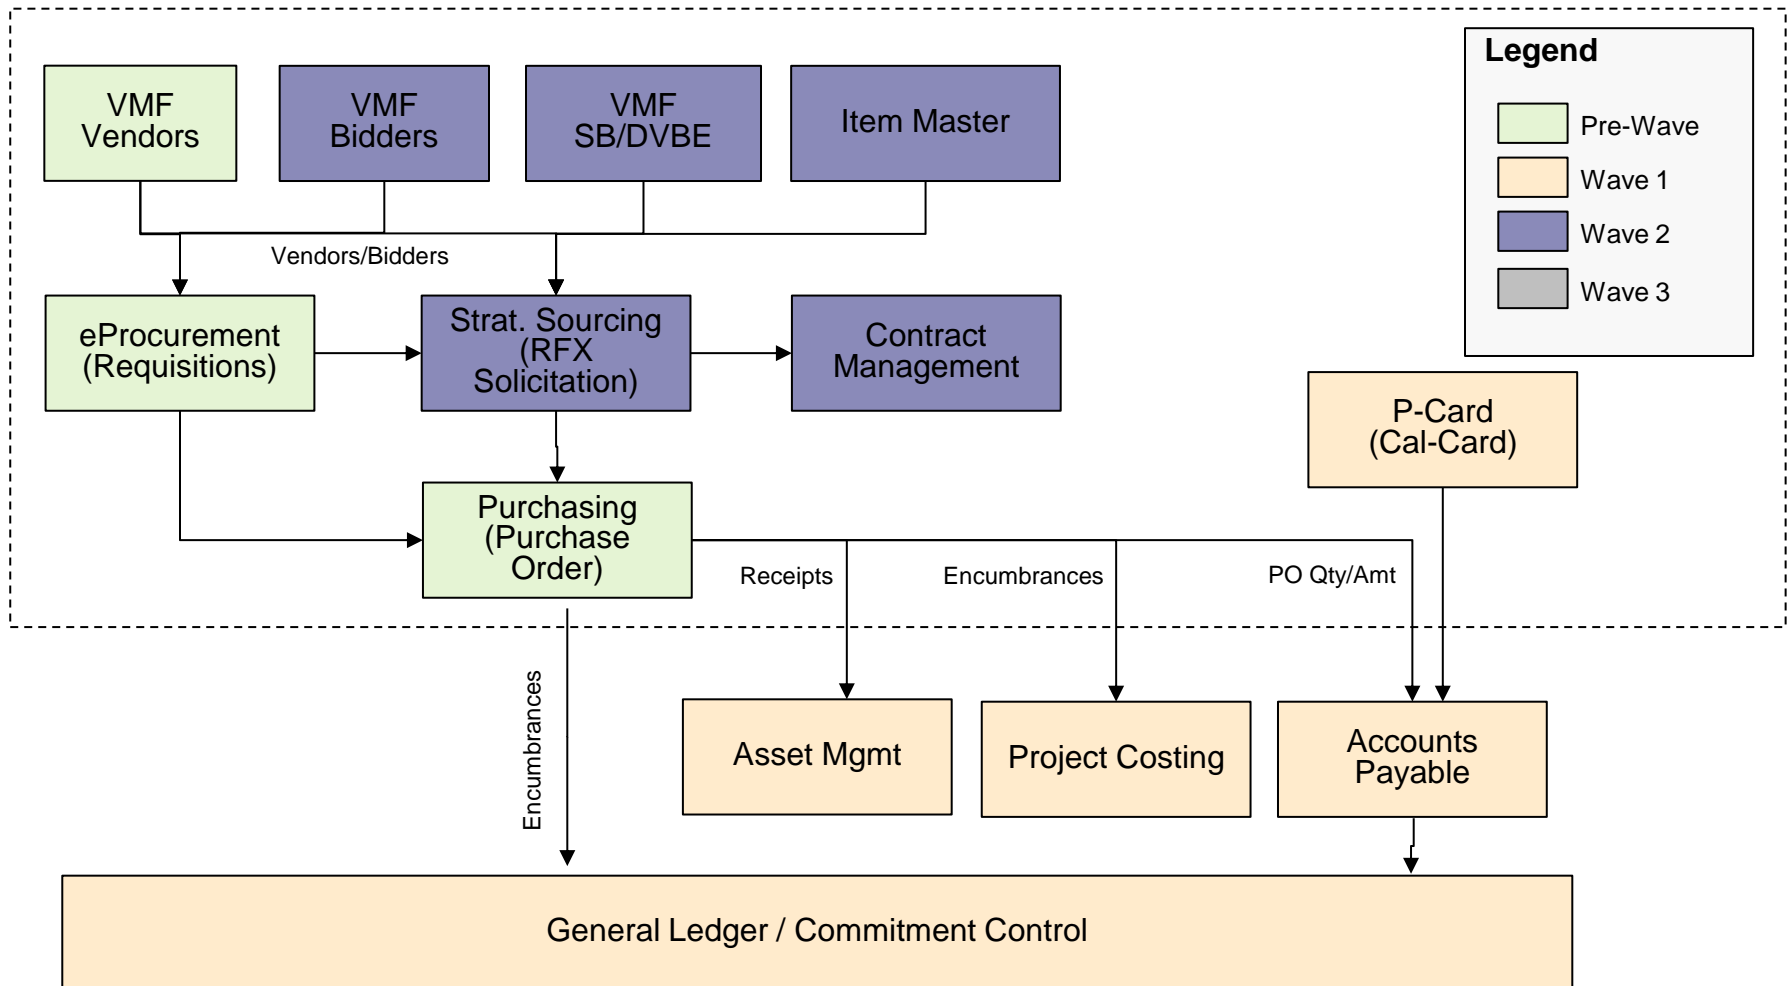 Legend
Pre-Wave
Wave 1
Wave 2
Wave 3
VMF
Vendors
VMF
Bidders
VMF
SB/DVBE
Item Master
Vendors/Bidders
eProcurement
(Requisitions)
Strat. Sourcing
(RFX
Solicitation)
Contract
Management
P-Card
(Cal-Card)
Purchasing
(Purchase
Order)
Receipts
Encumbrances
PO Qty/Amt
Encumbrances
Asset Mgmt
Project Costing
Accounts
Payable
General Ledger / Commitment Control